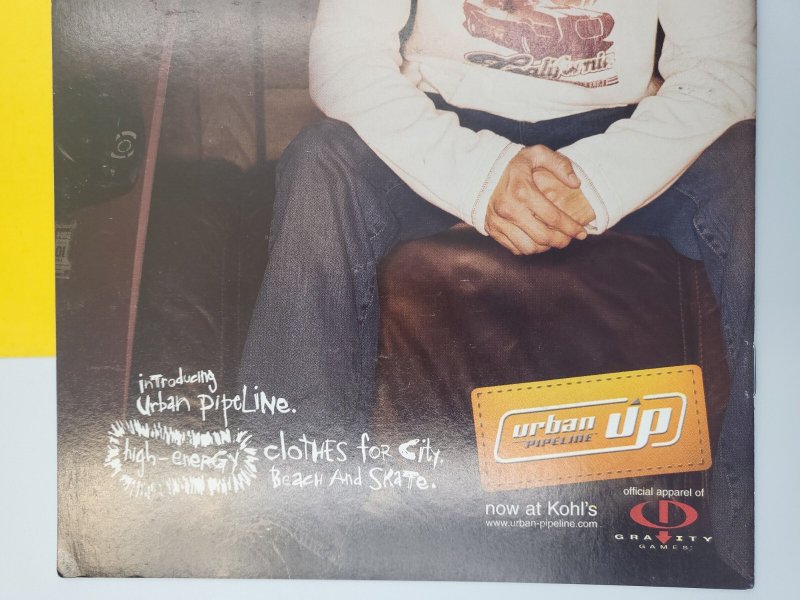 California
introducing
urban pipeline.
high-energy
clothes for City,
Beach And Skate.
urban
PIPELINE
up
now at Kohl's
www.urban-pipeline.com
official apparel of
GRAVITY
GAMES